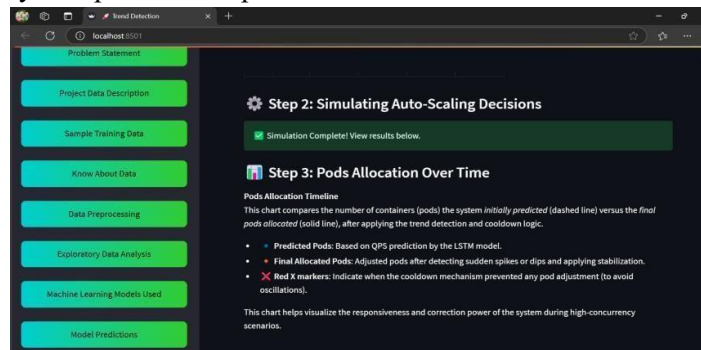 Trend Detection
localhost:8501
Problem Statement
Project Data Description
Sample Training Data
Know About Data
Data Preprocessing
Exploratory Data Analysis
Machine Learning Models Used
Model Predictions
Step 2: Simulating Auto-Scaling Decisions
Simulation Complete! View results below.
Step 3: Pods Allocation Over Time
Pods Allocation Timeline
This chart compares the number of containers (pods) the system initially predicted (dashed line) versus the final
pods allocated (solid line), after applying the trend detection and cooldown logic.
Predicted Pods: Based on QPS prediction by the LSTM model.
Final Allocated Pods: Adjusted pods after detecting sudden spikes or dips and applying stabilization.
Red X markers: Indicate when the cooldown mechanism prevented any pod adjustment (to avoid
oscillations).
This chart helps visualize the responsiveness and correction power of the system during high-concurrency
scenarios.